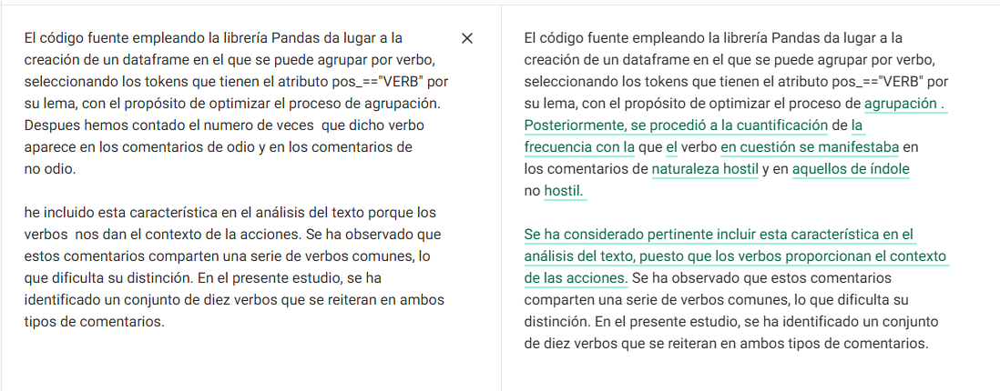 El código fuente empleando la librería Pandas da lugar a la
creación de un dataframe en el que se puede agrupar por verbo,
seleccionando los tokens que tienen el atributo pos_=="VERB" por
su lema, con el propósito de optimizar el proceso de agrupación.
Despues hemos contado el numero de veces  que dicho verbo
aparece en los comentarios de odio y en los comentarios de
no odio.

he incluido esta característica en el análisis del texto porque los
verbos  nos dan el contexto de la acciones. Se ha observado que
estos comentarios comparten una serie de verbos comunes, lo
que dificulta su distinción. En el presente estudio, se ha
identificado un conjunto de diez verbos que se reiteran en ambos
tipos de comentarios.

El código fuente empleando la librería Pandas da lugar a la
creación de un dataframe en el que se puede agrupar por verbo,
seleccionando los tokens que tienen el atributo pos_=="VERB" por
su lema, con el propósito de optimizar el proceso de agrupación .
Posteriormente, se procedió a la cuantificación de la
frecuencia con la que el verbo en cuestión se manifestaba en
los comentarios de naturaleza hostil y en aquellos de índole
no hostil.

Se ha considerado pertinente incluir esta característica en el
análisis del texto, puesto que los verbos proporcionan el contexto
de las acciones. Se ha observado que estos comentarios
comparten una serie de verbos comunes, lo que dificulta su
distinción. En el presente estudio, se ha identificado un conjunto
de diez verbos que se reiteran en ambos tipos de comentarios.